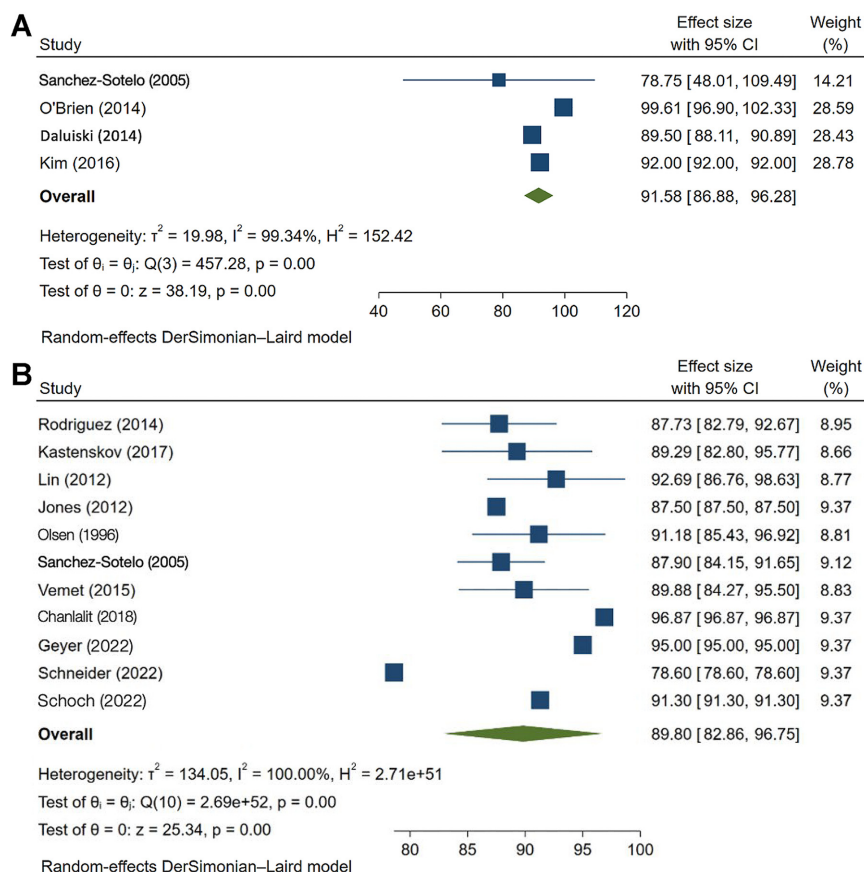 A
Effect size Weight
Study with 95% CI (%)
Sanchez-Sotelo (2005) 78.75 [48.01, 109.49] 14.21
O'Brien (2014) 99.61 [96.90, 102.33] 28.59
Daluiski (2014) 89.50 [88.11, 90.89] 28.43
Kim (2016) 92.00 [92.00, 92.00] 28.78
Overall 91.58 [86.88, 96.28]
Heterogeneity: τ² = 19.98, I² = 99.34%, H² = 152.42
Test of θi = θj: Q(3) = 457.28, p = 0.00
Test of θ = 0: z = 38.19, p = 0.00
40 60 80 100 120
Random-effects DerSimonian–Laird model
B
Effect size Weight
Study with 95% CI (%)
Rodriguez (2014) 87.73 [82.79, 92.67] 8.95
Kastenskov (2017) 89.29 [82.80, 95.77] 8.66
Lin (2012) 92.69 [86.76, 98.63] 8.77
Jones (2012) 87.50 [87.50, 87.50] 9.37
Olsen (1996) 91.18 [85.43, 96.92] 8.81
Sanchez-Sotelo (2005) 87.90 [84.15, 91.65] 9.12
Vemet (2015) 89.88 [84.27, 95.50] 8.83
Chanlalit (2018) 96.87 [96.87, 96.87] 9.37
Geyer (2022) 95.00 [95.00, 95.00] 9.37
Schneider (2022) 78.60 [78.60, 78.60] 9.37
Schoch (2022) 91.30 [91.30, 91.30] 9.37
Overall 89.80 [82.86, 96.75]
Heterogeneity: τ² = 134.05, I² = 100.00%, H² = 2.71e+51
Test of θi = θj: Q(10) = 2.69e+52, p = 0.00
Test of θ = 0: z = 25.34, p = 0.00
80 85 90 95 100
Random-effects DerSimonian–Laird model